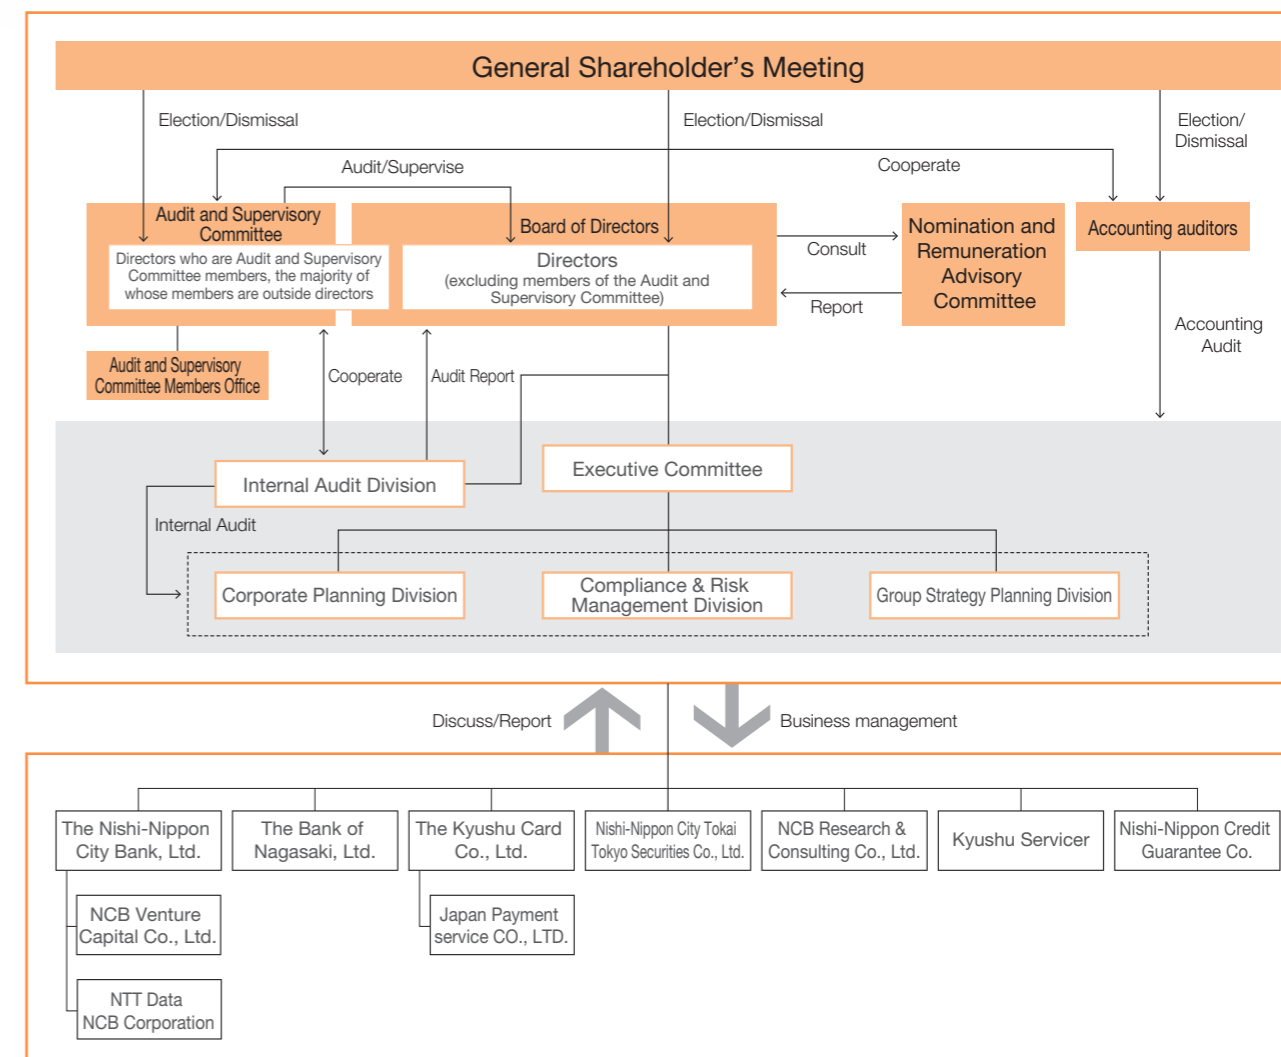 General Shareholder's Meeting
Election/Dismissal
Election/Dismissal
Election/
Dismissal
Audit/Supervise
Cooperate
Audit and Supervisory
Committee
Directors who are Audit and Supervisory
Committee members, the majority of
whose members are outside directors
Board of Directors
Directors
(excluding members of the Audit and
Supervisory Committee)
Consult
Report
Nomination and
Remuneration
Advisory
Committee
Accounting auditors
Accounting
Audit
Audit and Supervisory
Committee Members Office
Cooperate
Audit Report
Internal Audit Division
Executive Committee
Internal Audit
Corporate Planning Division
Compliance & Risk
Management Division
Group Strategy Planning Division
Discuss/Report
Business management
The Nishi-Nippon
City Bank, Ltd.
The Bank of
Nagasaki, Ltd.
The Kyushu Card
Co., Ltd.
Nishi-Nippon City Tokai
Tokyo Securities Co., Ltd.
NCB Research &
Consulting Co., Ltd.
Kyushu Servicer
Nishi-Nippon Credit
Guarantee Co.
NCB Venture
Capital Co., Ltd.
Japan Payment
service CO., LTD.
NTT Data
NCB Corporation